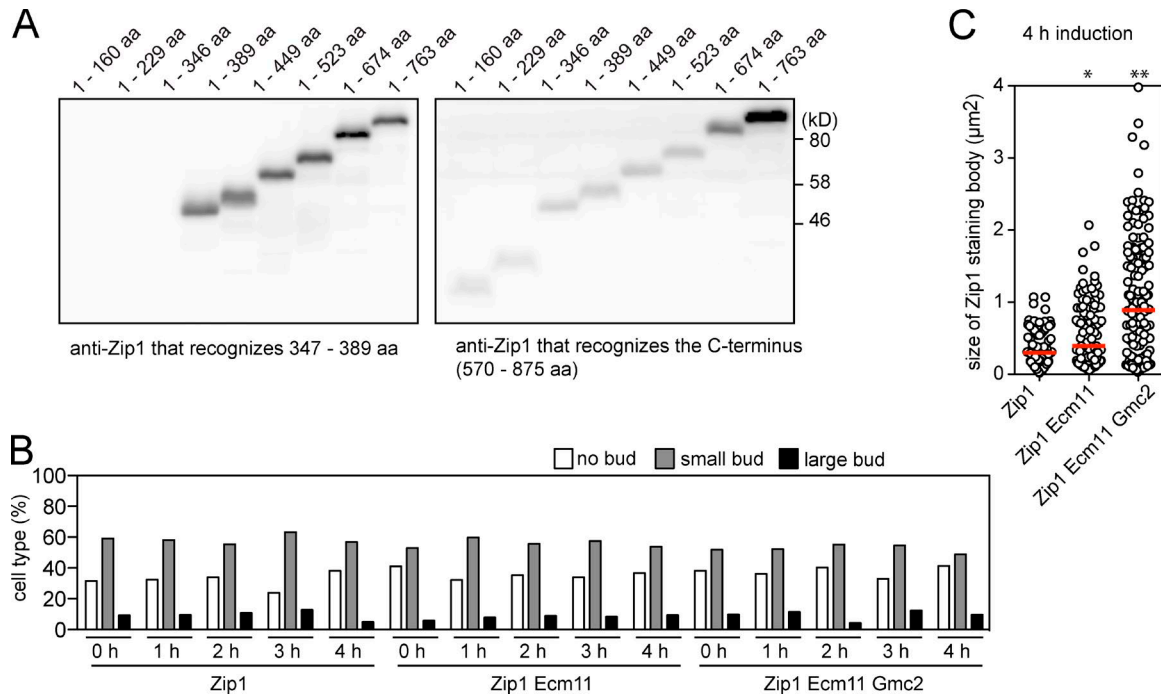 A
1 - 160 aa
1 - 229 aa
1 - 346 aa
1 - 389 aa
1 - 449 aa
1 - 523 aa
1 - 674 aa
1 - 763 aa
1 - 160 aa
1 - 229 aa
1 - 346 aa
1 - 389 aa
1 - 449 aa
1 - 523 aa
1 - 674 aa
1 - 763 aa
(kD)
80
58
46
anti-Zip1 that recognizes 347 - 389 aa
anti-Zip1 that recognizes the C-terminus
(570 - 875 aa)
C
4 h induction
* **
size of Zip1 staining body (µm2)
4
3
2
1
0
Zip1
Zip1 Ecm11
Zip1 Ecm11 Gmc2
B
no bud small bud large bud
cell type (%)
100
80
60
40
20
0
0 h 1 h 2 h 3 h 4 h 0 h 1 h 2 h 3 h 4 h 0 h 1 h 2 h 3 h 4 h
Zip1 Zip1 Ecm11 Zip1 Ecm11 Gmc2